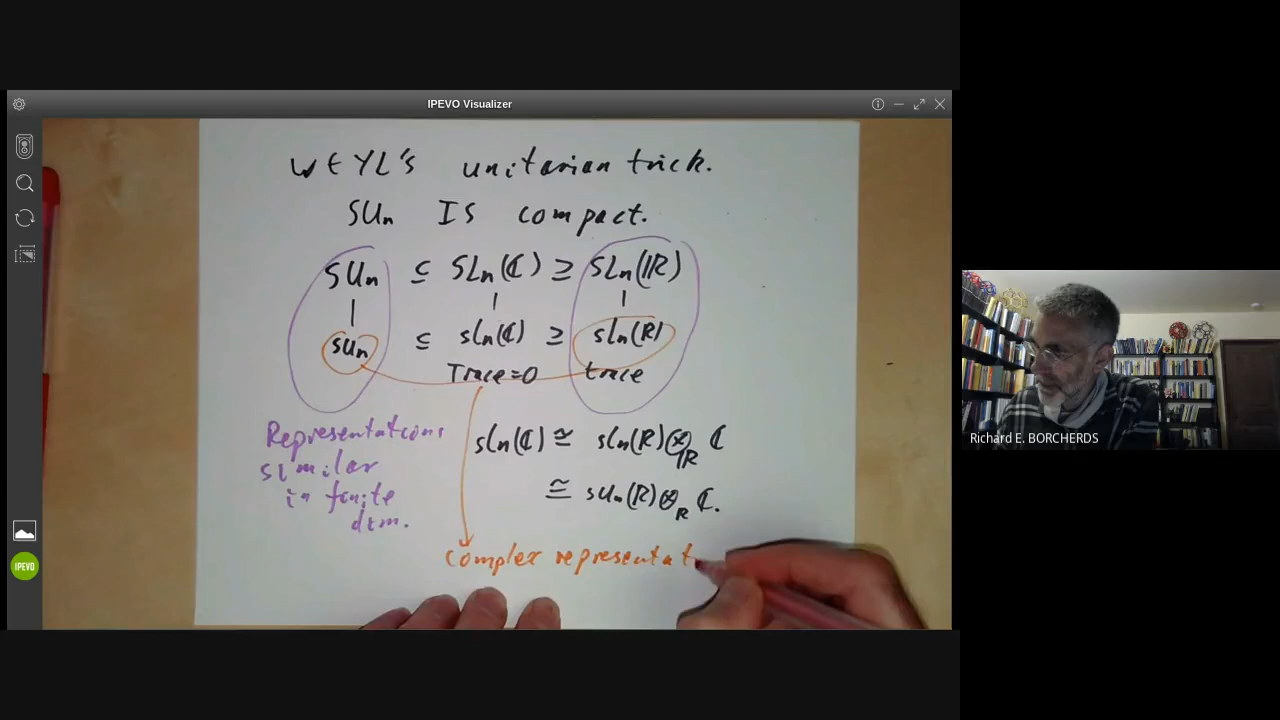 IPEVO Visualizer
WEYL's unitarian trick.
SUn IS compact.
SUn ⊆ SLn(ℂ) ≥ SLn(ℝ)
sun ⊆ sln(ℂ) ≥ sln(R)
Trace=0 trace
Representations
similar
in finite
dim.
sln(ℂ) ≅ sln(R)⊗ℝ ℂ
≅ sun(R)⊗R ℂ.
complex representat
Richard E. BORCHERDS
IPEVO